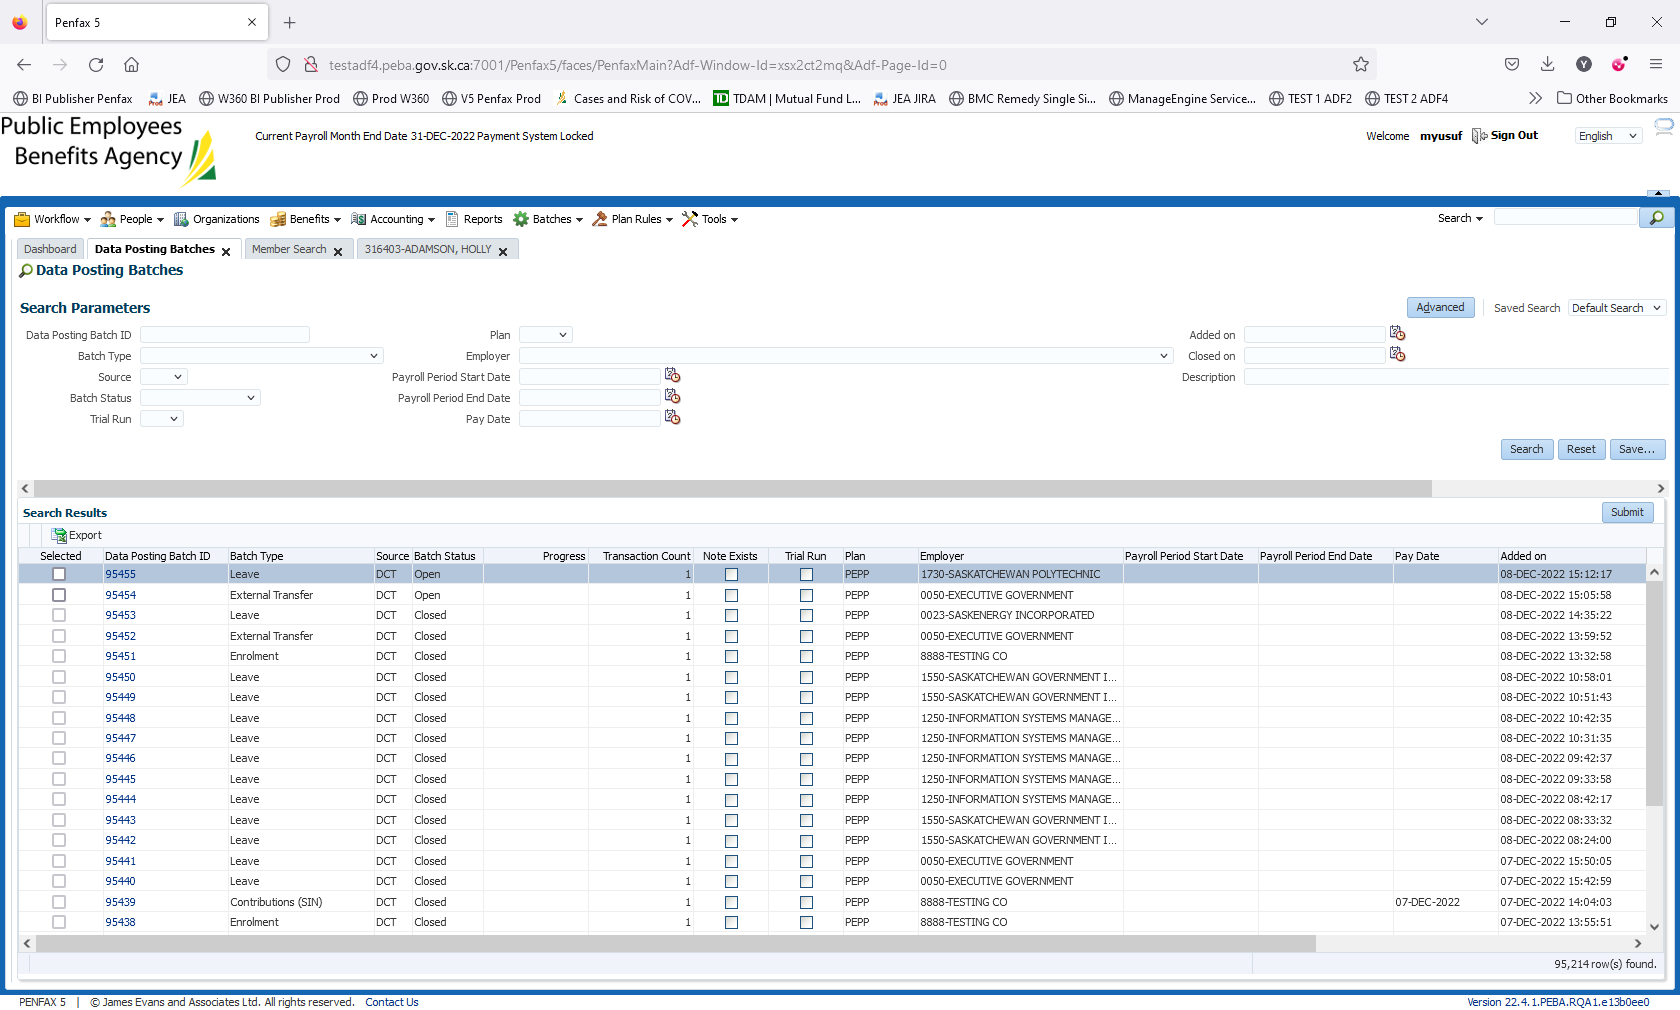 Penfax 5
testadf4.peba.gov.sk.ca:7001/Penfax5/faces/PenfaxMain?Adf-Window-Id=xsx2ct2mq&Adf-Page-Id=0
BI Publisher Penfax JEA W360 BI Publisher Prod Prod W360 V5 Penfax Prod Cases and Risk of COV... TDAM | Mutual Fund L... JEA JIRA BMC Remedy Single Si... ManageEngine Service... TEST 1 ADF2 TEST 2 ADF4 Other Bookmarks
Public Employees
Benefits Agency
Current Payroll Month End Date 31-DEC-2022 Payment System Locked
Welcome myusuf Sign Out English
Workflow People Organizations Benefits Accounting Reports Batches Plan Rules Tools Search
Dashboard Data Posting Batches Member Search 316403-ADAMSON, HOLLY
Data Posting Batches
Search Parameters Advanced Saved Search Default Search
Data Posting Batch ID Plan Added on
Batch Type Employer Closed on
Source Payroll Period Start Date Description
Batch Status Payroll Period End Date
Trial Run Pay Date
Search Reset Save...
Search Results Submit
Export
Selected Data Posting Batch ID Batch Type Source Batch Status Progress Transaction Count Note Exists Trial Run Plan Employer Payroll Period Start Date Payroll Period End Date Pay Date Added on
95455 Leave DCT Open 1 PEPP 1730-SASKATCHEWAN POLYTECHNIC 08-DEC-2022 15:12:17
95454 External Transfer DCT Open 1 PEPP 0050-EXECUTIVE GOVERNMENT 08-DEC-2022 15:05:58
95453 Leave DCT Closed 1 PEPP 0023-SASKENERGY INCORPORATED 08-DEC-2022 14:35:22
95452 External Transfer DCT Closed 1 PEPP 0050-EXECUTIVE GOVERNMENT 08-DEC-2022 13:59:52
95451 Enrolment DCT Closed 1 PEPP 8888-TESTING CO 08-DEC-2022 13:32:58
95450 Leave DCT Closed 1 PEPP 1550-SASKATCHEWAN GOVERNMENT I... 08-DEC-2022 10:58:01
95449 Leave DCT Closed 1 PEPP 1550-SASKATCHEWAN GOVERNMENT I... 08-DEC-2022 10:51:43
95448 Leave DCT Closed 1 PEPP 1250-INFORMATION SYSTEMS MANAGE... 08-DEC-2022 10:42:35
95447 Leave DCT Closed 1 PEPP 1250-INFORMATION SYSTEMS MANAGE... 08-DEC-2022 10:31:35
95446 Leave DCT Closed 1 PEPP 1250-INFORMATION SYSTEMS MANAGE... 08-DEC-2022 09:42:37
95445 Leave DCT Closed 1 PEPP 1250-INFORMATION SYSTEMS MANAGE... 08-DEC-2022 09:33:58
95444 Leave DCT Closed 1 PEPP 1250-INFORMATION SYSTEMS MANAGE... 08-DEC-2022 08:42:17
95443 Leave DCT Closed 1 PEPP 1550-SASKATCHEWAN GOVERNMENT I... 08-DEC-2022 08:33:32
95442 Leave DCT Closed 1 PEPP 1550-SASKATCHEWAN GOVERNMENT I... 08-DEC-2022 08:24:00
95441 Leave DCT Closed 1 PEPP 0050-EXECUTIVE GOVERNMENT 07-DEC-2022 15:50:05
95440 Leave DCT Closed 1 PEPP 0050-EXECUTIVE GOVERNMENT 07-DEC-2022 15:42:59
95439 Contributions (SIN) DCT Closed 1 PEPP 8888-TESTING CO 07-DEC-2022 07-DEC-2022 14:04:03
95438 Enrolment DCT Closed 1 PEPP 8888-TESTING CO 07-DEC-2022 13:55:51
95,214 row(s) found.
PENFAX 5 | © James Evans and Associates Ltd. All rights reserved. Contact Us Version 22.4.1.PEBA.RQA1.e13b0ee0